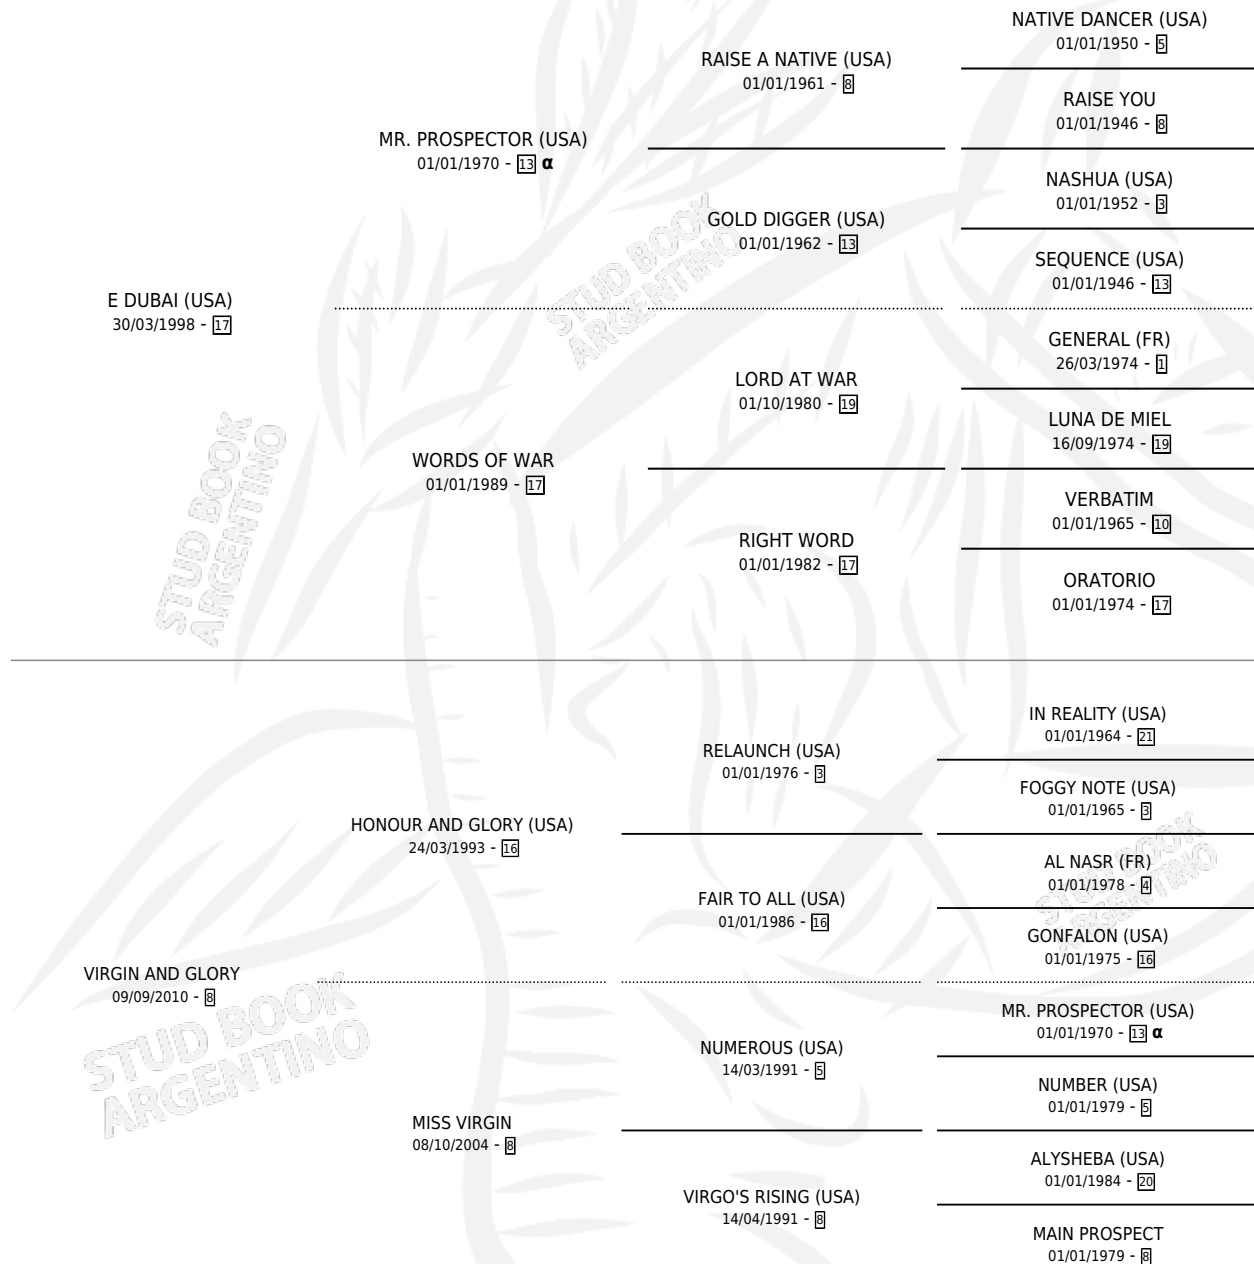 NATIVE DANCER (USA)
01/01/1950 - 5
RAISE A NATIVE (USA)
01/01/1961 - 8
RAISE YOU
01/01/1946 - 8
MR. PROSPECTOR (USA)
01/01/1970 - 13 α
NASHUA (USA)
01/01/1952 - 3
GOLD DIGGER (USA)
01/01/1962 - 13
SEQUENCE (USA)
01/01/1946 - 13
E DUBAI (USA)
30/03/1998 - 17
STUD BOOK
ARGENTINO
GENERAL (FR)
26/03/1974 - 1
LORD AT WAR
01/10/1980 - 19
LUNA DE MIEL
16/09/1974 - 19
WORDS OF WAR
01/01/1989 - 17
VERBATIM
01/01/1965 - 10
RIGHT WORD
01/01/1982 - 17
ORATORIO
01/01/1974 - 17
STUD BOOK
ARGENTINO
IN REALITY (USA)
01/01/1964 - 21
RELAUNCH (USA)
01/01/1976 - 3
FOGGY NOTE (USA)
01/01/1965 - 3
HONOUR AND GLORY (USA)
24/03/1993 - 16
AL NASR (FR)
01/01/1978 - 4
FAIR TO ALL (USA)
01/01/1986 - 16
GONFALON (USA)
01/01/1975 - 16
STUD BOOK
ARGENTINO
VIRGIN AND GLORY
09/09/2010 - 8
MR. PROSPECTOR (USA)
01/01/1970 - 13 α
NUMEROUS (USA)
14/03/1991 - 5
NUMBER (USA)
01/01/1979 - 5
MISS VIRGIN
08/10/2004 - 8
ALYSHEBA (USA)
01/01/1984 - 20
VIRGO'S RISING (USA)
14/04/1991 - 8
MAIN PROSPECT
01/01/1979 - 8
STUD BOOK
ARGENTINO